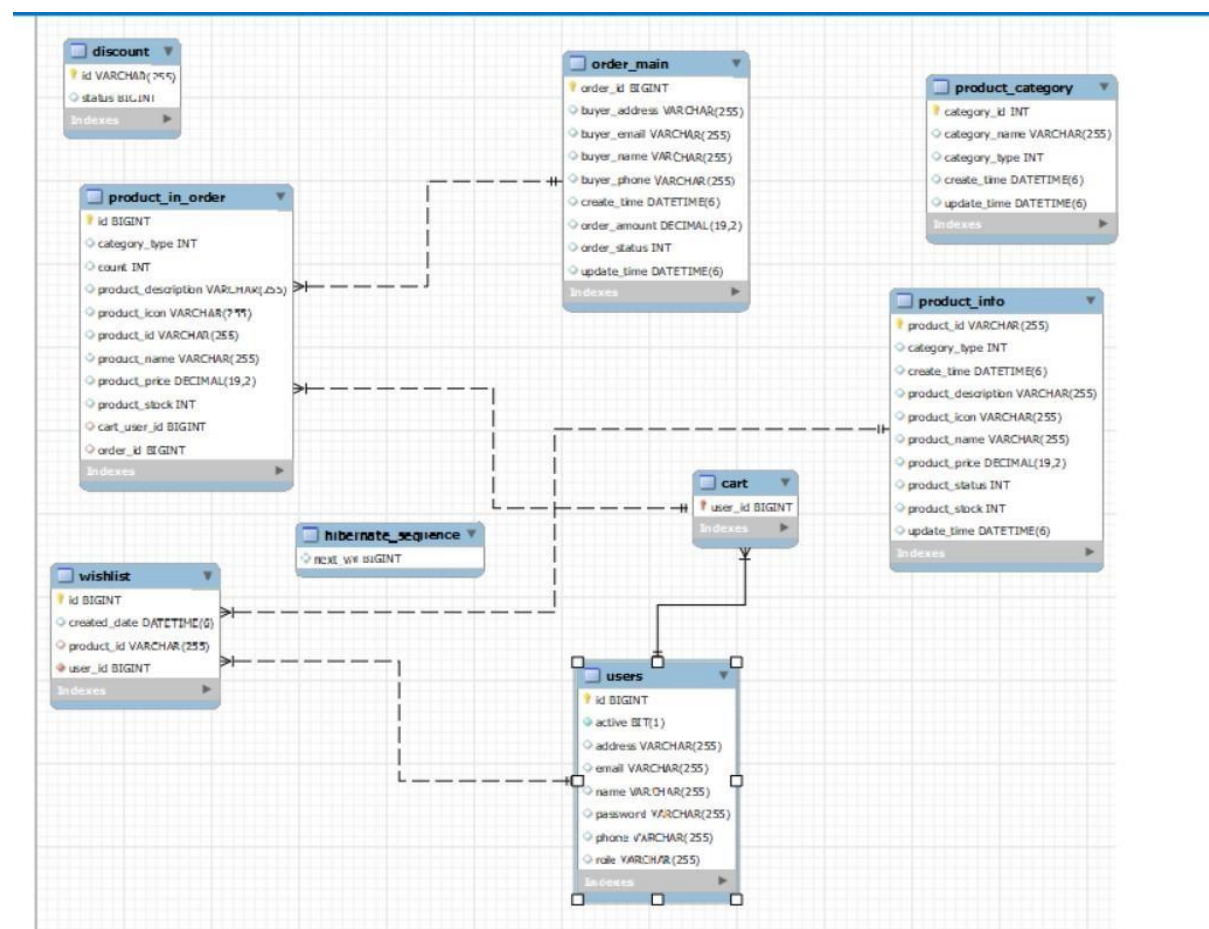 discount
id VARCHAR(255)
status BIGINT
Indexes
order_main
order_id BIGINT
buyer_address VARCHAR(255)
buyer_email VARCHAR(255)
buyer_name VARCHAR(255)
buyer_phone VARCHAR(255)
create_time DATETIME(6)
order_amount DECIMAL(19,2)
order_status INT
update_time DATETIME(6)
Indexes
product_category
category_id INT
category_name VARCHAR(255)
category_type INT
create_time DATETIME(6)
update_time DATETIME(6)
Indexes
product_in_order
id BIGINT
category_type INT
count INT
product_description VARCHAR(255)
product_icon VARCHAR(255)
product_id VARCHAR(255)
product_name VARCHAR(255)
product_price DECIMAL(19,2)
product_stock INT
cart_user_id BIGINT
order_id BIGINT
Indexes
product_info
product_id VARCHAR(255)
category_type INT
create_time DATETIME(6)
product_description VARCHAR(255)
product_icon VARCHAR(255)
product_name VARCHAR(255)
product_price DECIMAL(19,2)
product_status INT
product_stock INT
update_time DATETIME(6)
Indexes
cart
user_id BIGINT
Indexes
hibernate_sequence
next_val BIGINT
wishlist
id BIGINT
created_date DATETIME(6)
product_id VARCHAR(255)
user_id BIGINT
Indexes
users
id BIGINT
active BIT(1)
address VARCHAR(255)
email VARCHAR(255)
name VARCHAR(255)
password VARCHAR(255)
phone VARCHAR(255)
role VARCHAR(255)
Indexes